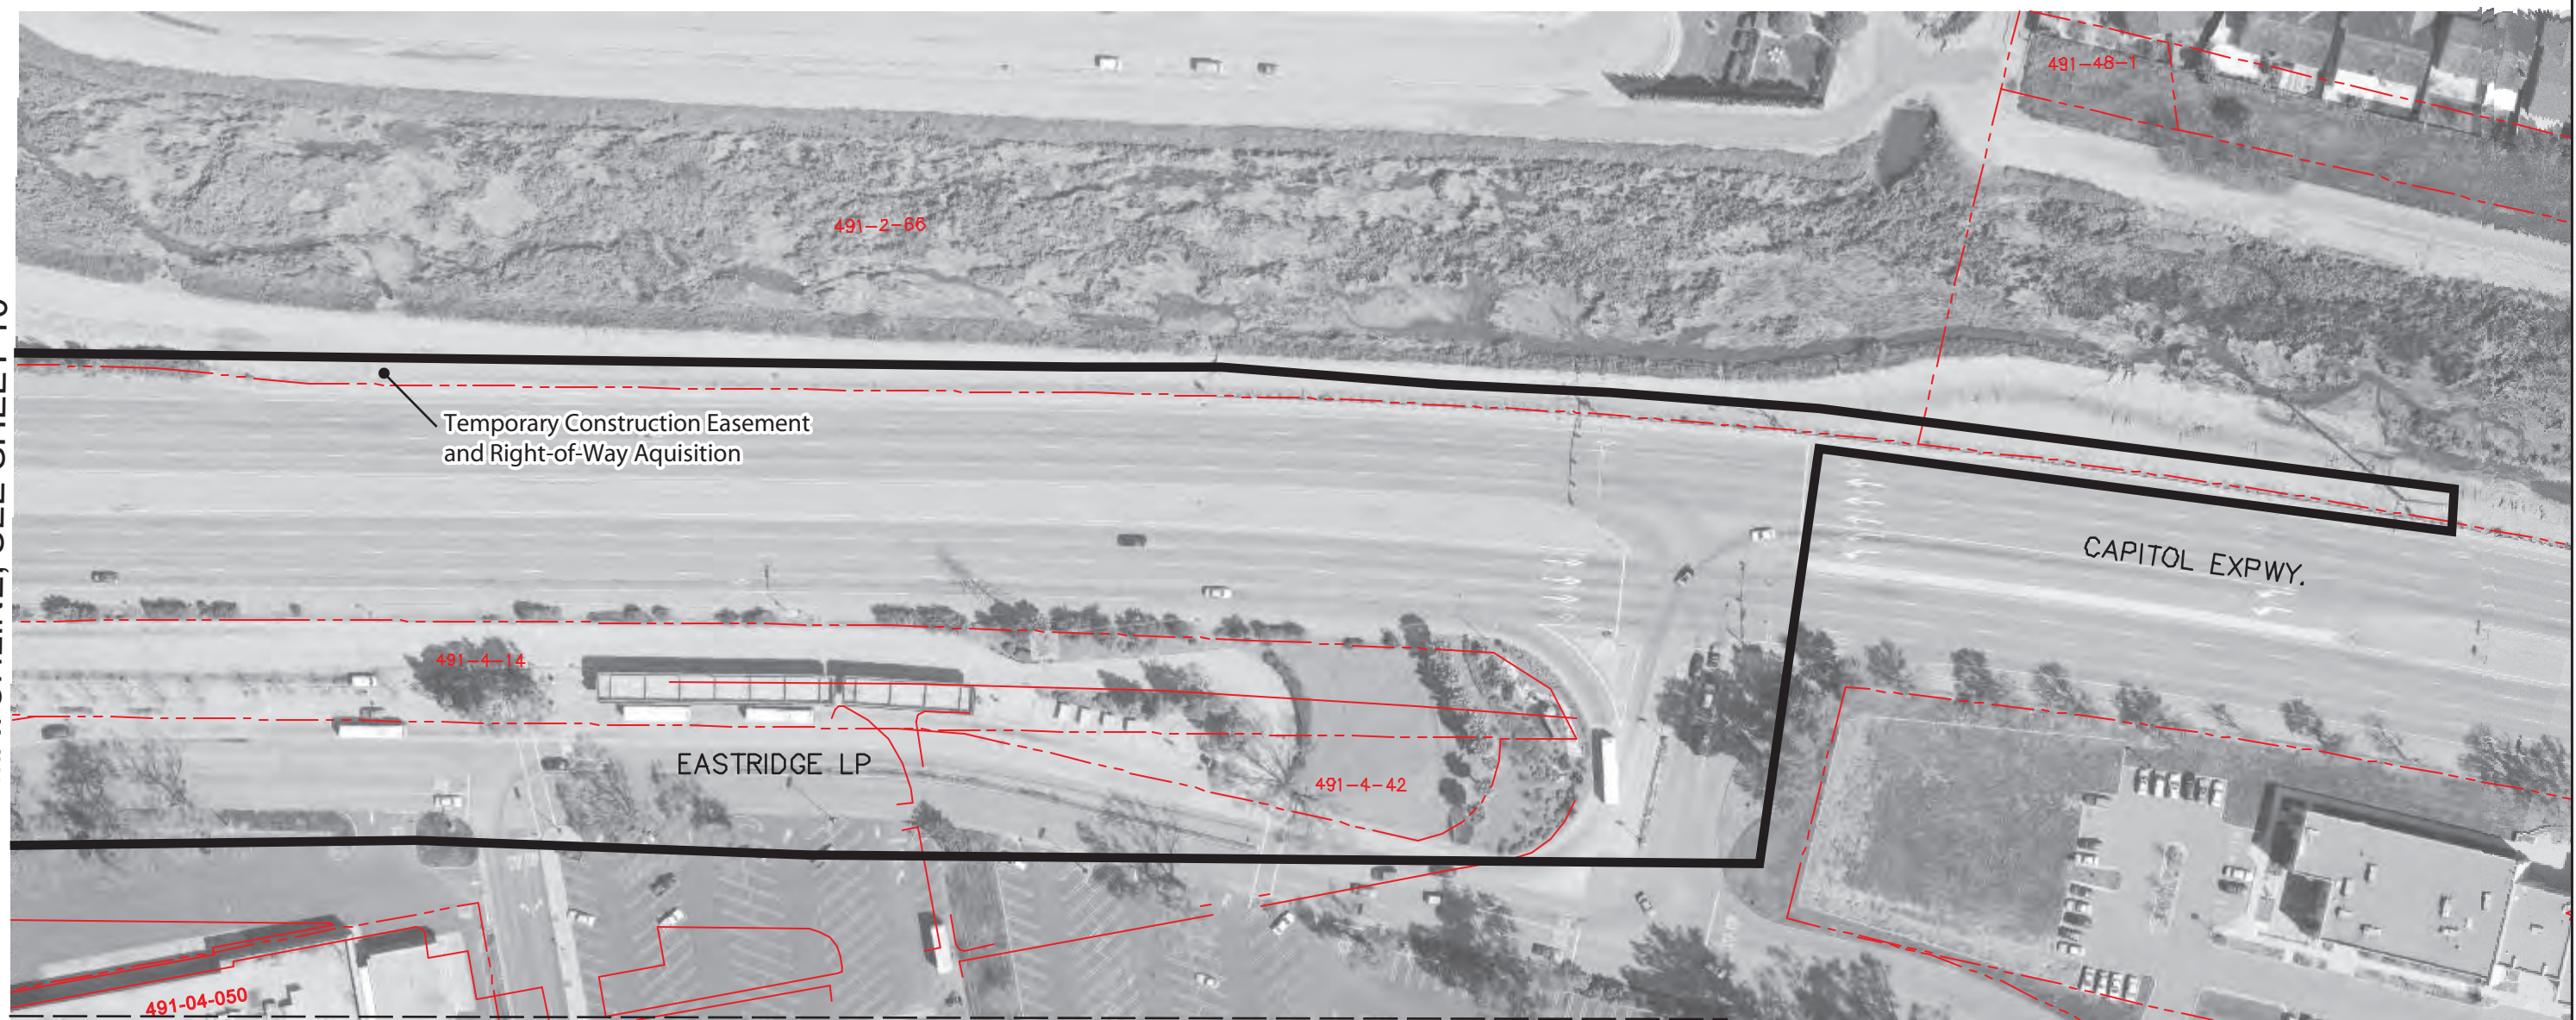 491-48-1
491-2-66
Temporary Construction Easement
and Right-of-Way Aquisition
CAPITOL EXPWY.
491-4-14
EASTRIDGE LP
491-4-42
491-04-050